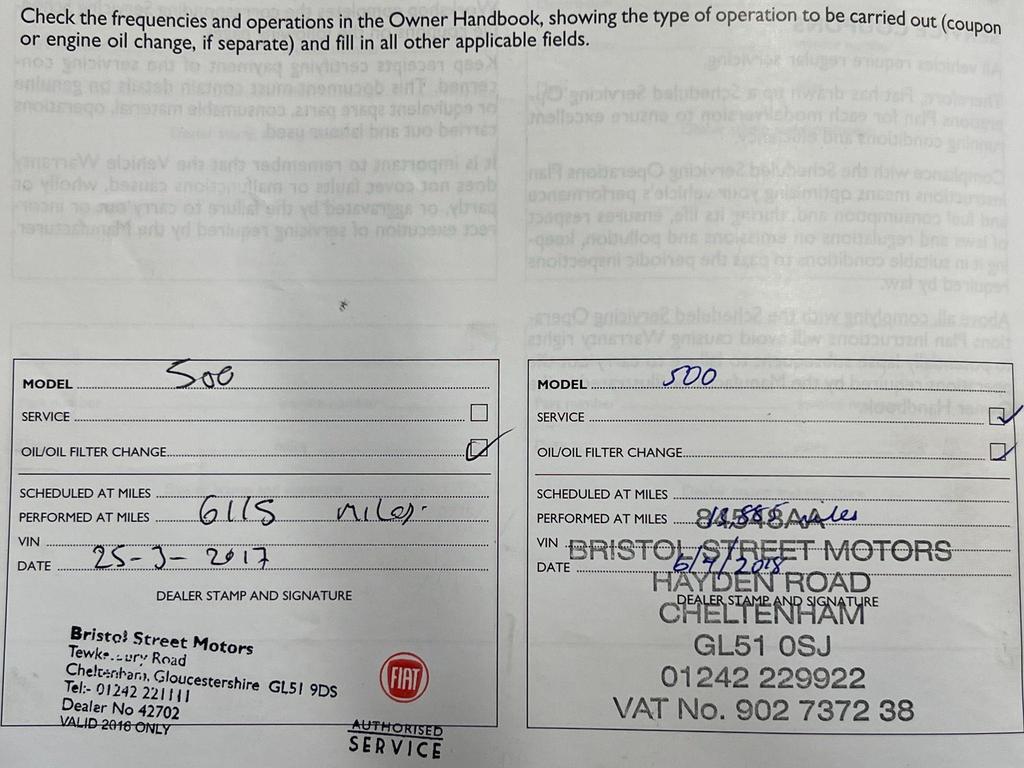 Check the frequencies and operations in the Owner Handbook, showing the type of operation to be carried out (coupon
or engine oil change, if separate) and fill in all other applicable fields.
MODEL 500
SERVICE
OIL/OIL FILTER CHANGE
SCHEDULED AT MILES
PERFORMED AT MILES 6115 miles.
VIN
DATE 25-3-2017
DEALER STAMP AND SIGNATURE
Bristol Street Motors
Tewkesbury Road
Cheltenham, Gloucestershire GL51 9DS
Tel:- 01242 221111
Dealer No 42702
VALID 2016 ONLY
FIAT
AUTHORISED
SERVICE
MODEL 500
SERVICE
OIL/OIL FILTER CHANGE
SCHEDULED AT MILES
PERFORMED AT MILES miles
VIN
DATE 6/4/2018
DEALER STAMP AND SIGNATURE
BRISTOL STREET MOTORS
HAYDEN ROAD
CHELTENHAM
GL51 0SJ
01242 229922
VAT No. 902 7372 38